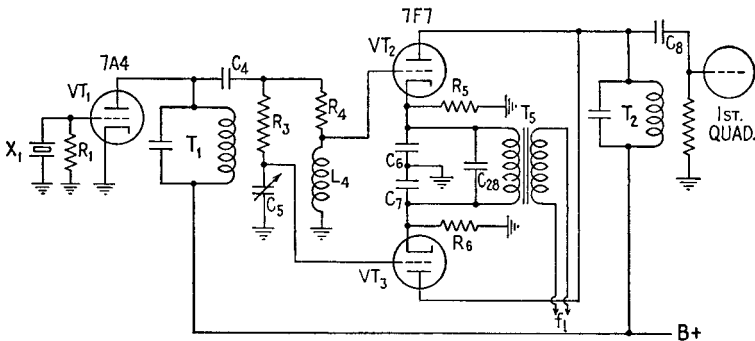 7A4
VT1
X1
R1
T1
C4
R3
C5
R4
L4
7F7
VT2
R5
C6
C7
C28
T5
R6
VT3
f1
C8
T2
1ST.
QUAD.
B+